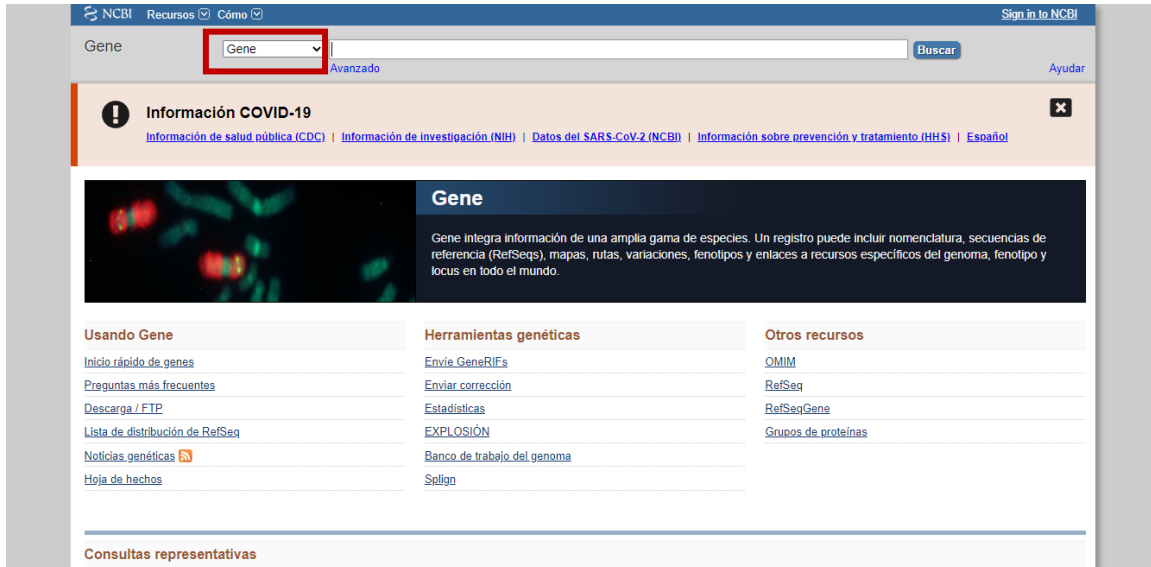 NCBI Recursos Cómo Sign in to NCBI
Gene Gene Buscar
Avanzado Ayudar
Información COVID-19
Información de salud pública (CDC) | Información de investigación (NIH) | Datos del SARS-CoV-2 (NCBI) | Información sobre prevención y tratamiento (HHS) | Español
Gene
Gene integra información de una amplia gama de especies. Un registro puede incluir nomenclatura, secuencias de
referencia (RefSeqs), mapas, rutas, variaciones, fenotipos y enlaces a recursos específicos del genoma, fenotipo y
locus en todo el mundo.
Usando Gene
Inicio rápido de genes
Preguntas más frecuentes
Descarga / FTP
Lista de distribución de RefSeq
Noticias genéticas
Hoja de hechos
Herramientas genéticas
Envíe GeneRIFs
Enviar corrección
Estadísticas
EXPLOSIÓN
Banco de trabajo del genoma
Splign
Otros recursos
OMIM
RefSeq
RefSeqGene
Grupos de proteínas
Consultas representativas